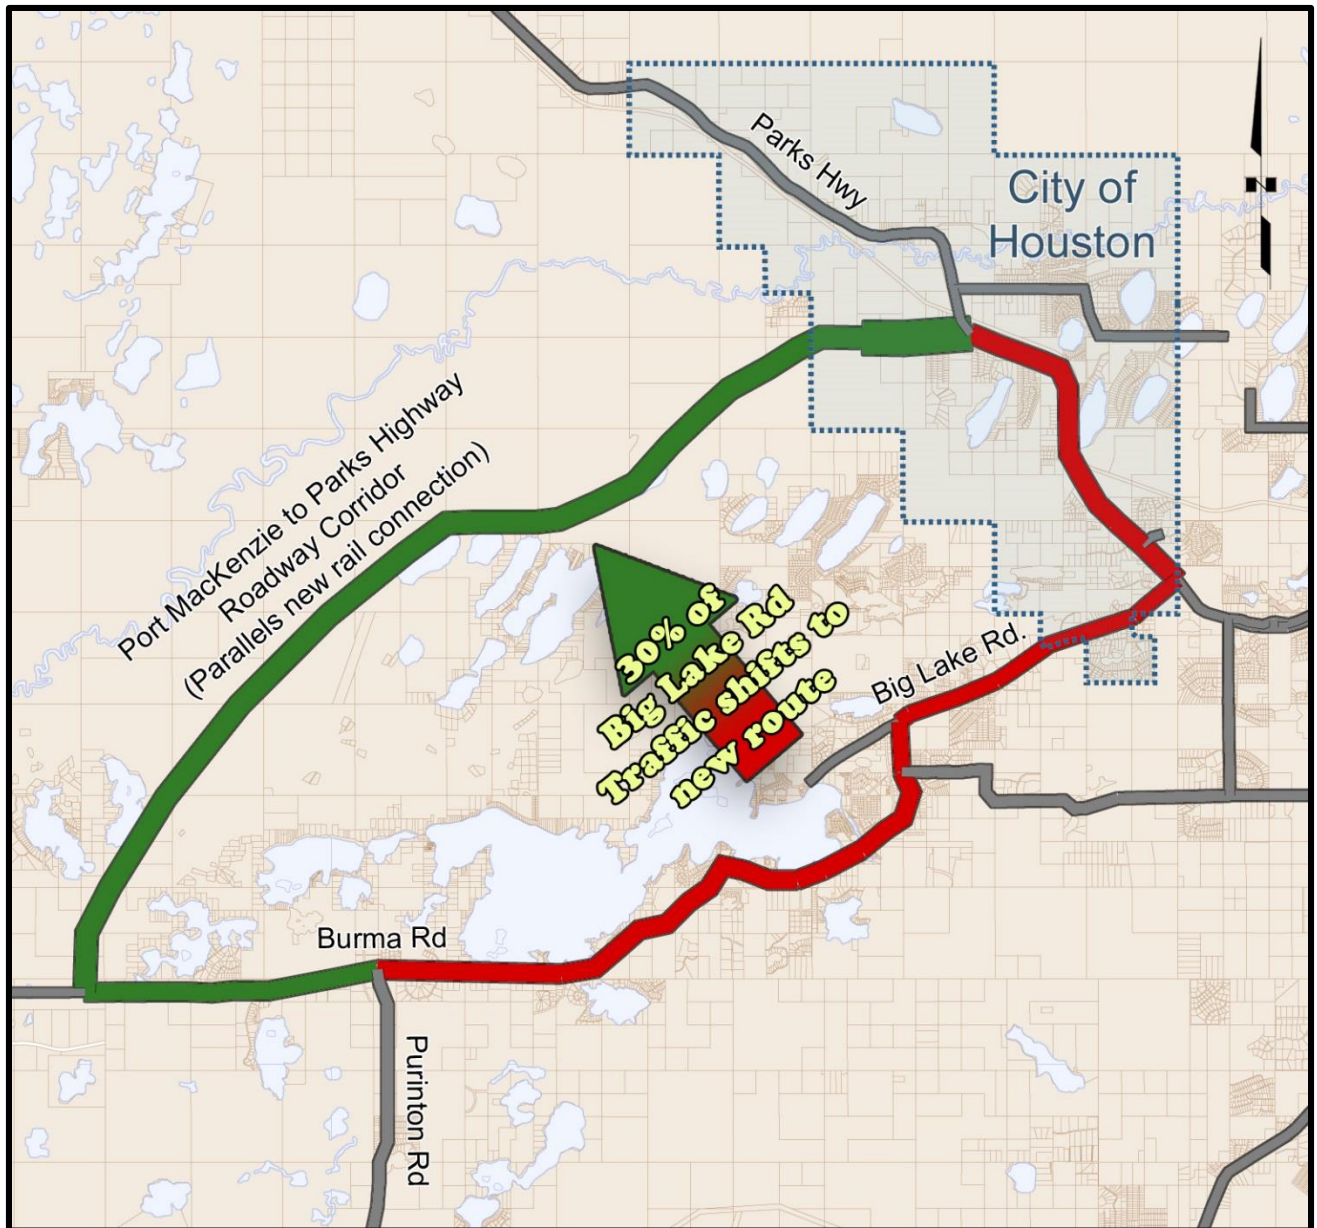 Parks Hwy
City of
Houston
Port MacKenzie to Parks Highway
Roadway Corridor
(Parallels new rail connection)
30% of
Big Lake Rd
Traffic shifts to
new route
Big Lake Rd.
Burma Rd
Purinton Rd
N